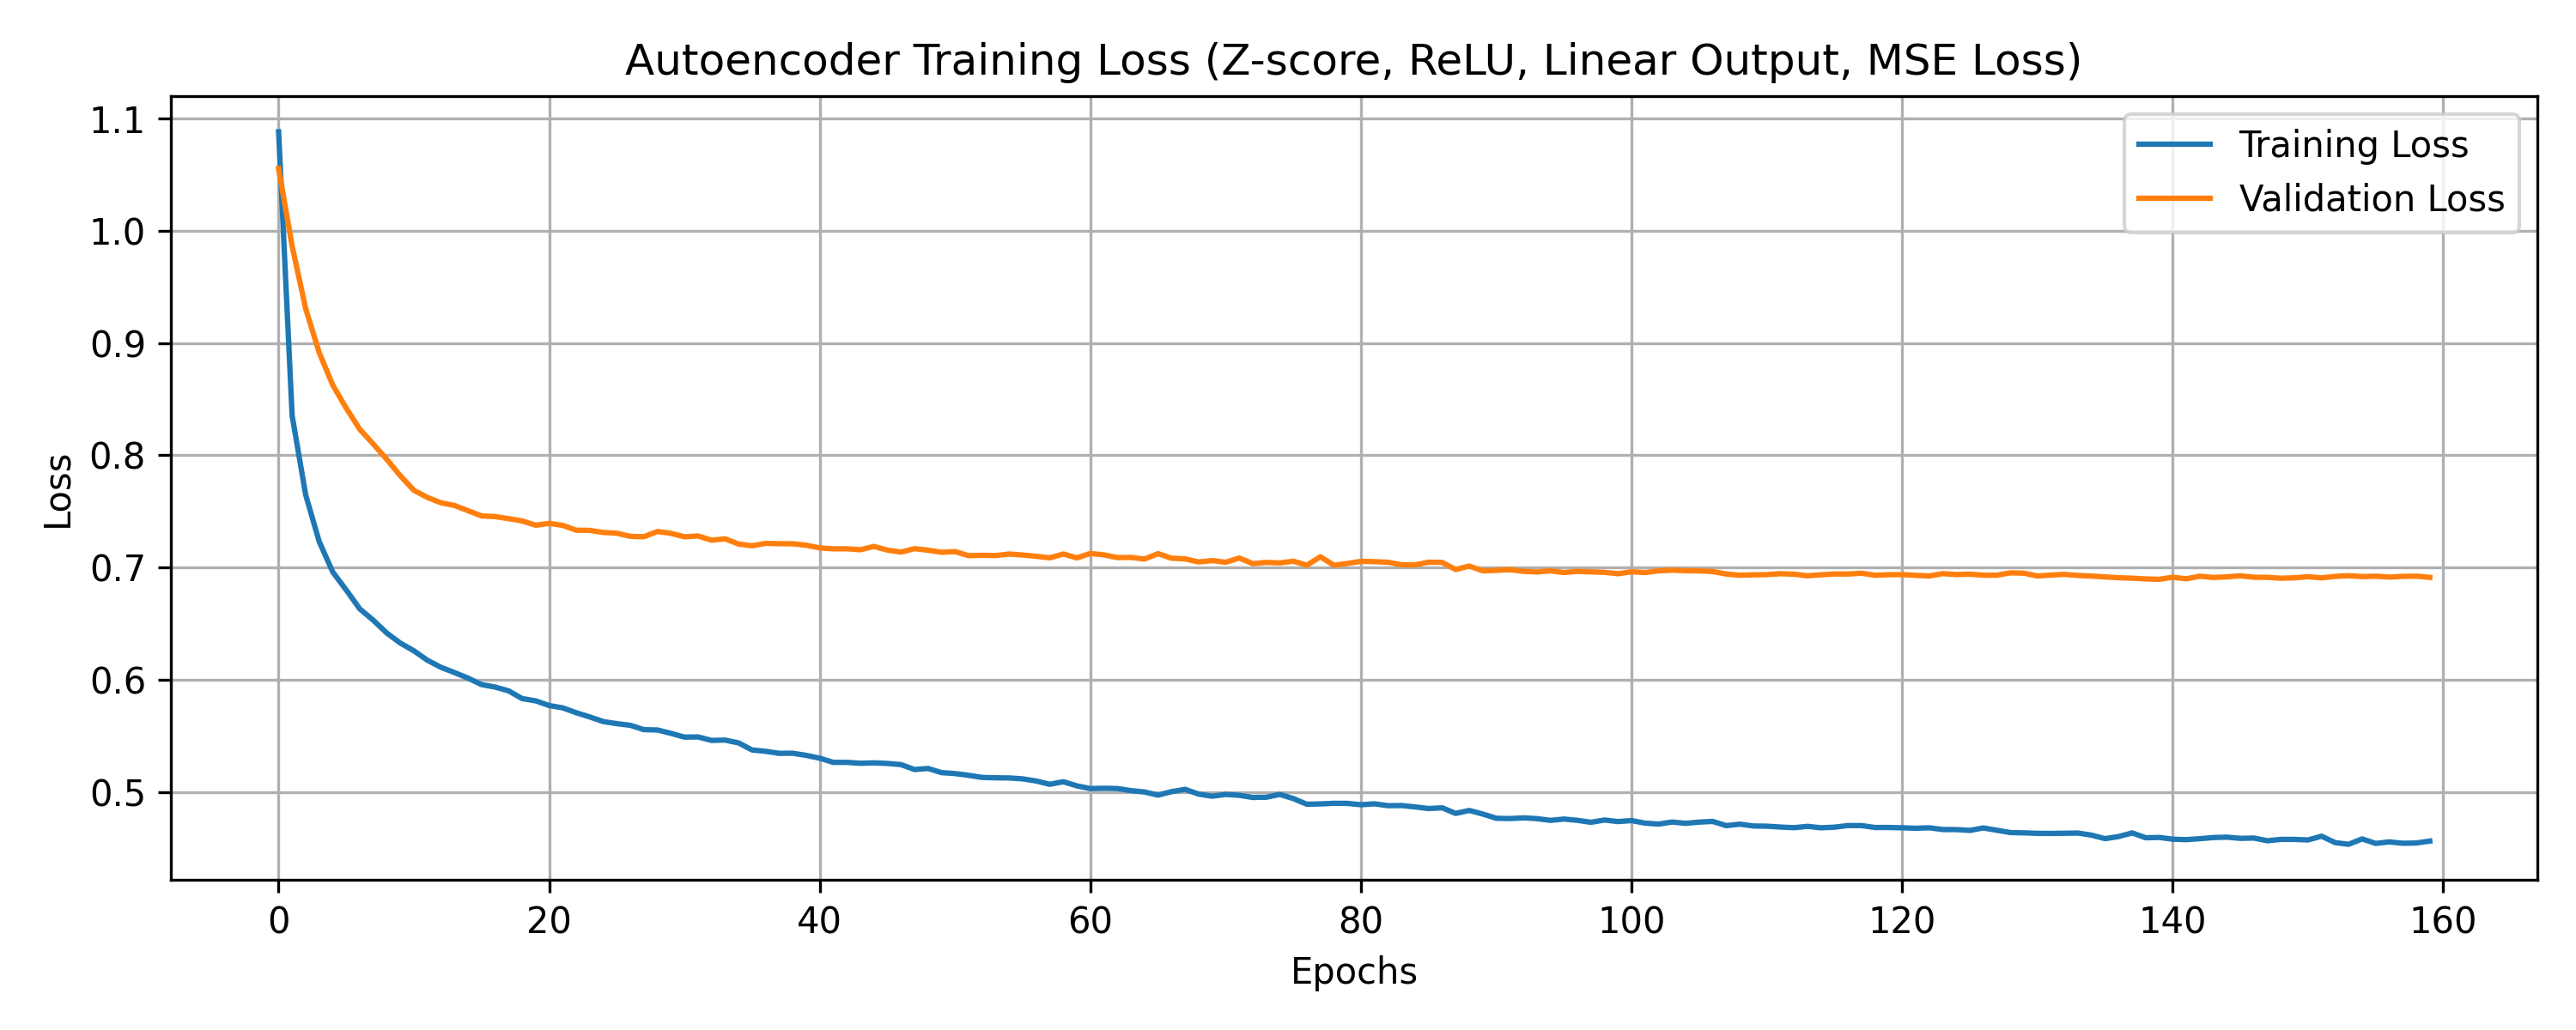 Autoencoder Training Loss (Z-score, ReLU, Linear Output, MSE Loss)
1.1
1.0
0.9
0.8
0.7
0.6
0.5
Loss
Training Loss
Validation Loss
0 20 40 60 80 100 120 140 160
Epochs